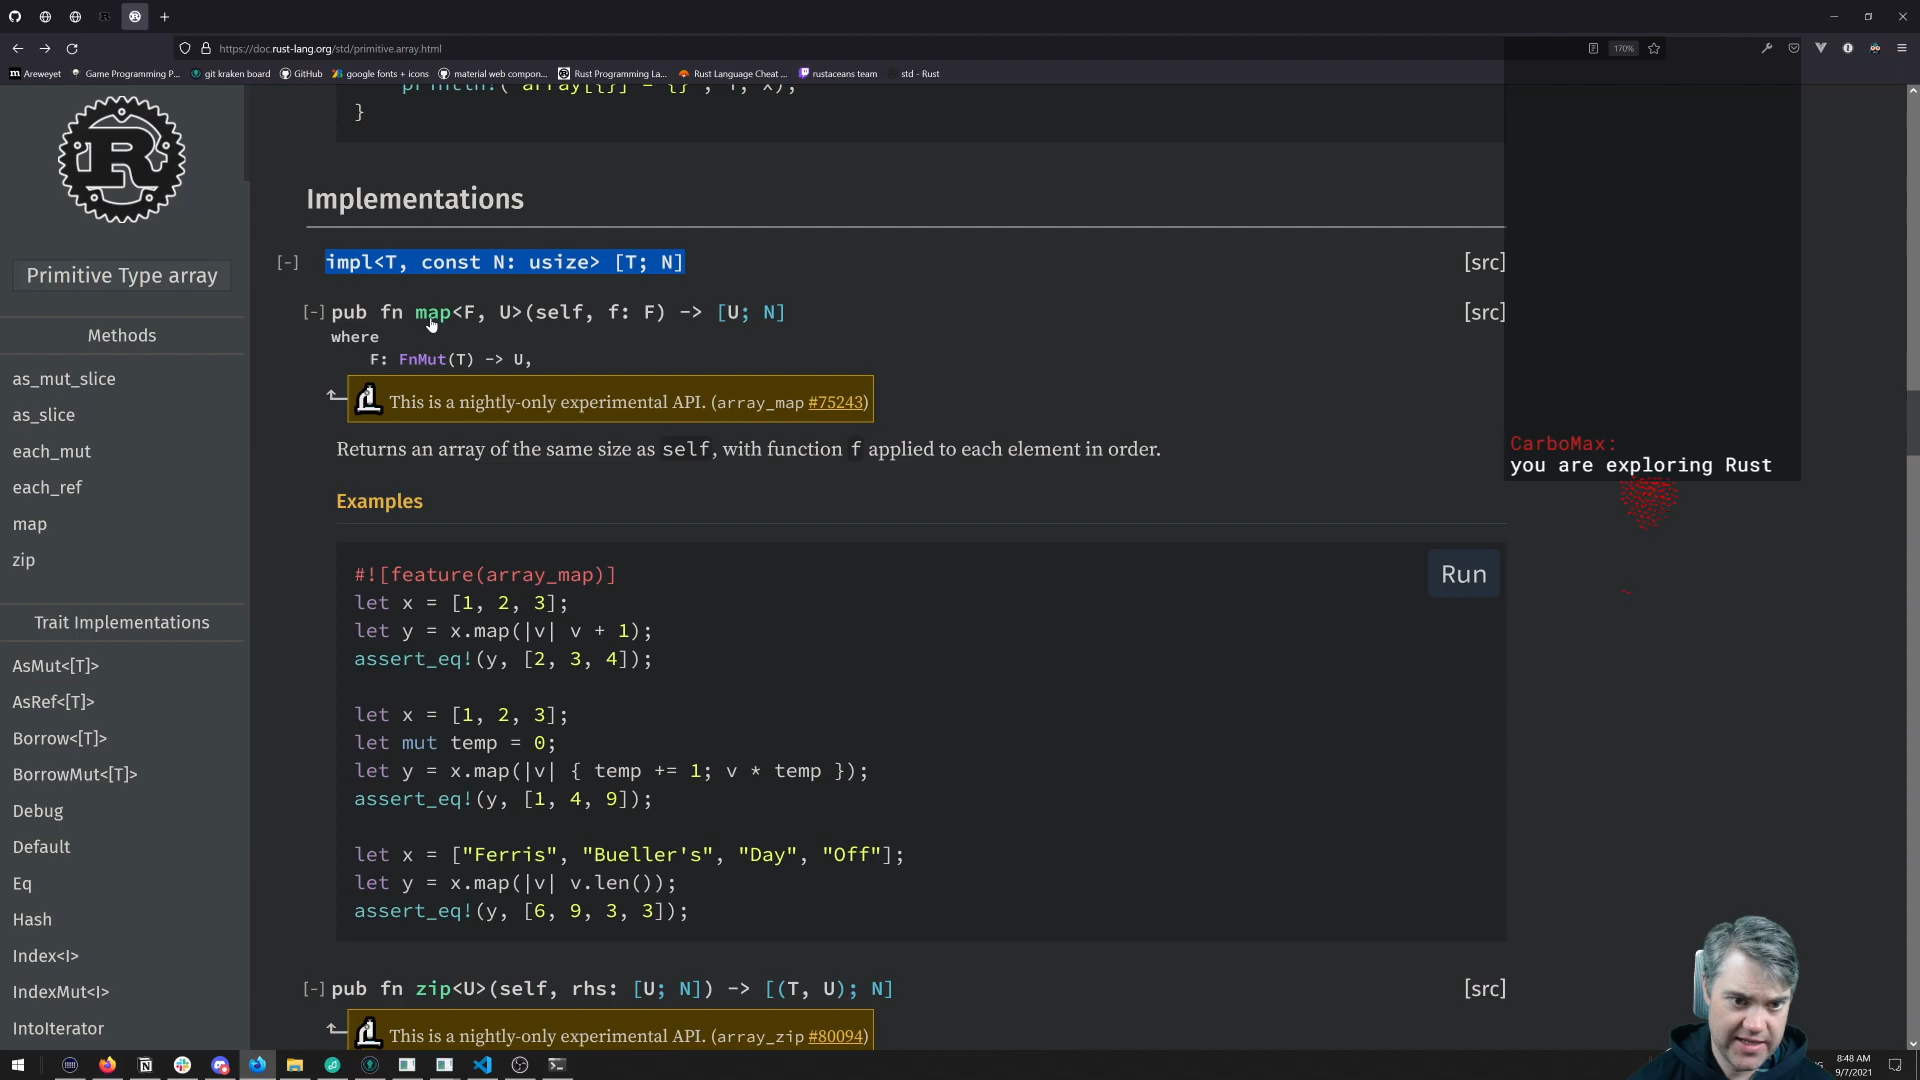 https://doc.rust-lang.org/std/primitive.array.html
170%
Areweyet
Game Programming P...
git kraken board
GitHub
google fonts + icons
material web compon...
Rust Programming La...
Rust Language Cheat ...
rustaceans team
std - Rust
println!("array[{}] = {}", i, x);
}
Primitive Type array
Methods
as_mut_slice
as_slice
each_mut
each_ref
map
zip
Trait Implementations
AsMut<[T]>
AsRef<[T]>
Borrow<[T]>
BorrowMut<[T]>
Debug
Default
Eq
Hash
Index<I>
IndexMut<I>
IntoIterator
Implementations
[-] impl<T, const N: usize> [T; N] [src]
[-] pub fn map<F, U>(self, f: F) -> [U; N] [src]
where
F: FnMut(T) -> U,
This is a nightly-only experimental API. (array_map #75243)
Returns an array of the same size as self, with function f applied to each element in order.
Examples
Run
#![feature(array_map)]
let x = [1, 2, 3];
let y = x.map(|v| v + 1);
assert_eq!(y, [2, 3, 4]);
let x = [1, 2, 3];
let mut temp = 0;
let y = x.map(|v| { temp += 1; v * temp });
assert_eq!(y, [1, 4, 9]);
let x = ["Ferris", "Bueller's", "Day", "Off"];
let y = x.map(|v| v.len());
assert_eq!(y, [6, 9, 3, 3]);
[-] pub fn zip<U>(self, rhs: [U; N]) -> [(T, U); N] [src]
This is a nightly-only experimental API. (array_zip #80094)
CarboMax:
you are exploring Rust
8:48 AM
9/7/2021